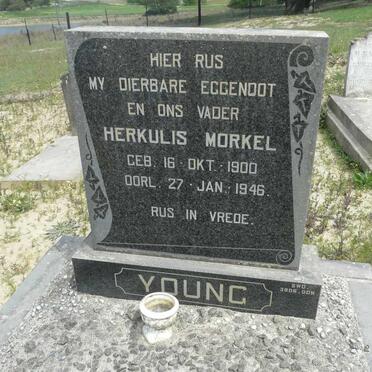 HIER RUS
MY DIERBARE EGGENOOT
EN ONS VADER
HERKULIS MORKEL
GEB. 16·OKT.·1900
OORL. 27·JAN.·1946.
RUS IN VREDE.
YOUNG